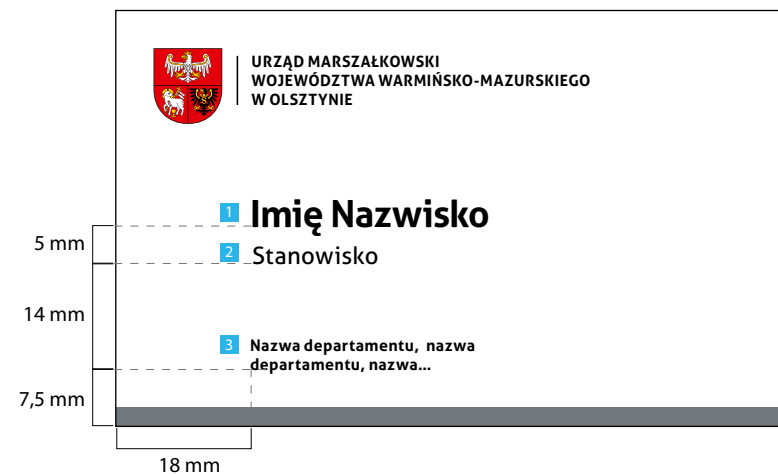 URZĄD MARSZAŁKOWSKI
WOJEWÓDZTWA WARMIŃSKO-MAZURSKIEGO
W OLSZTYNIE
1 Imię Nazwisko
5 mm
2 Stanowisko
14 mm
3 Nazwa departamentu, nazwa
departamentu, nazwa...
7,5 mm
18 mm